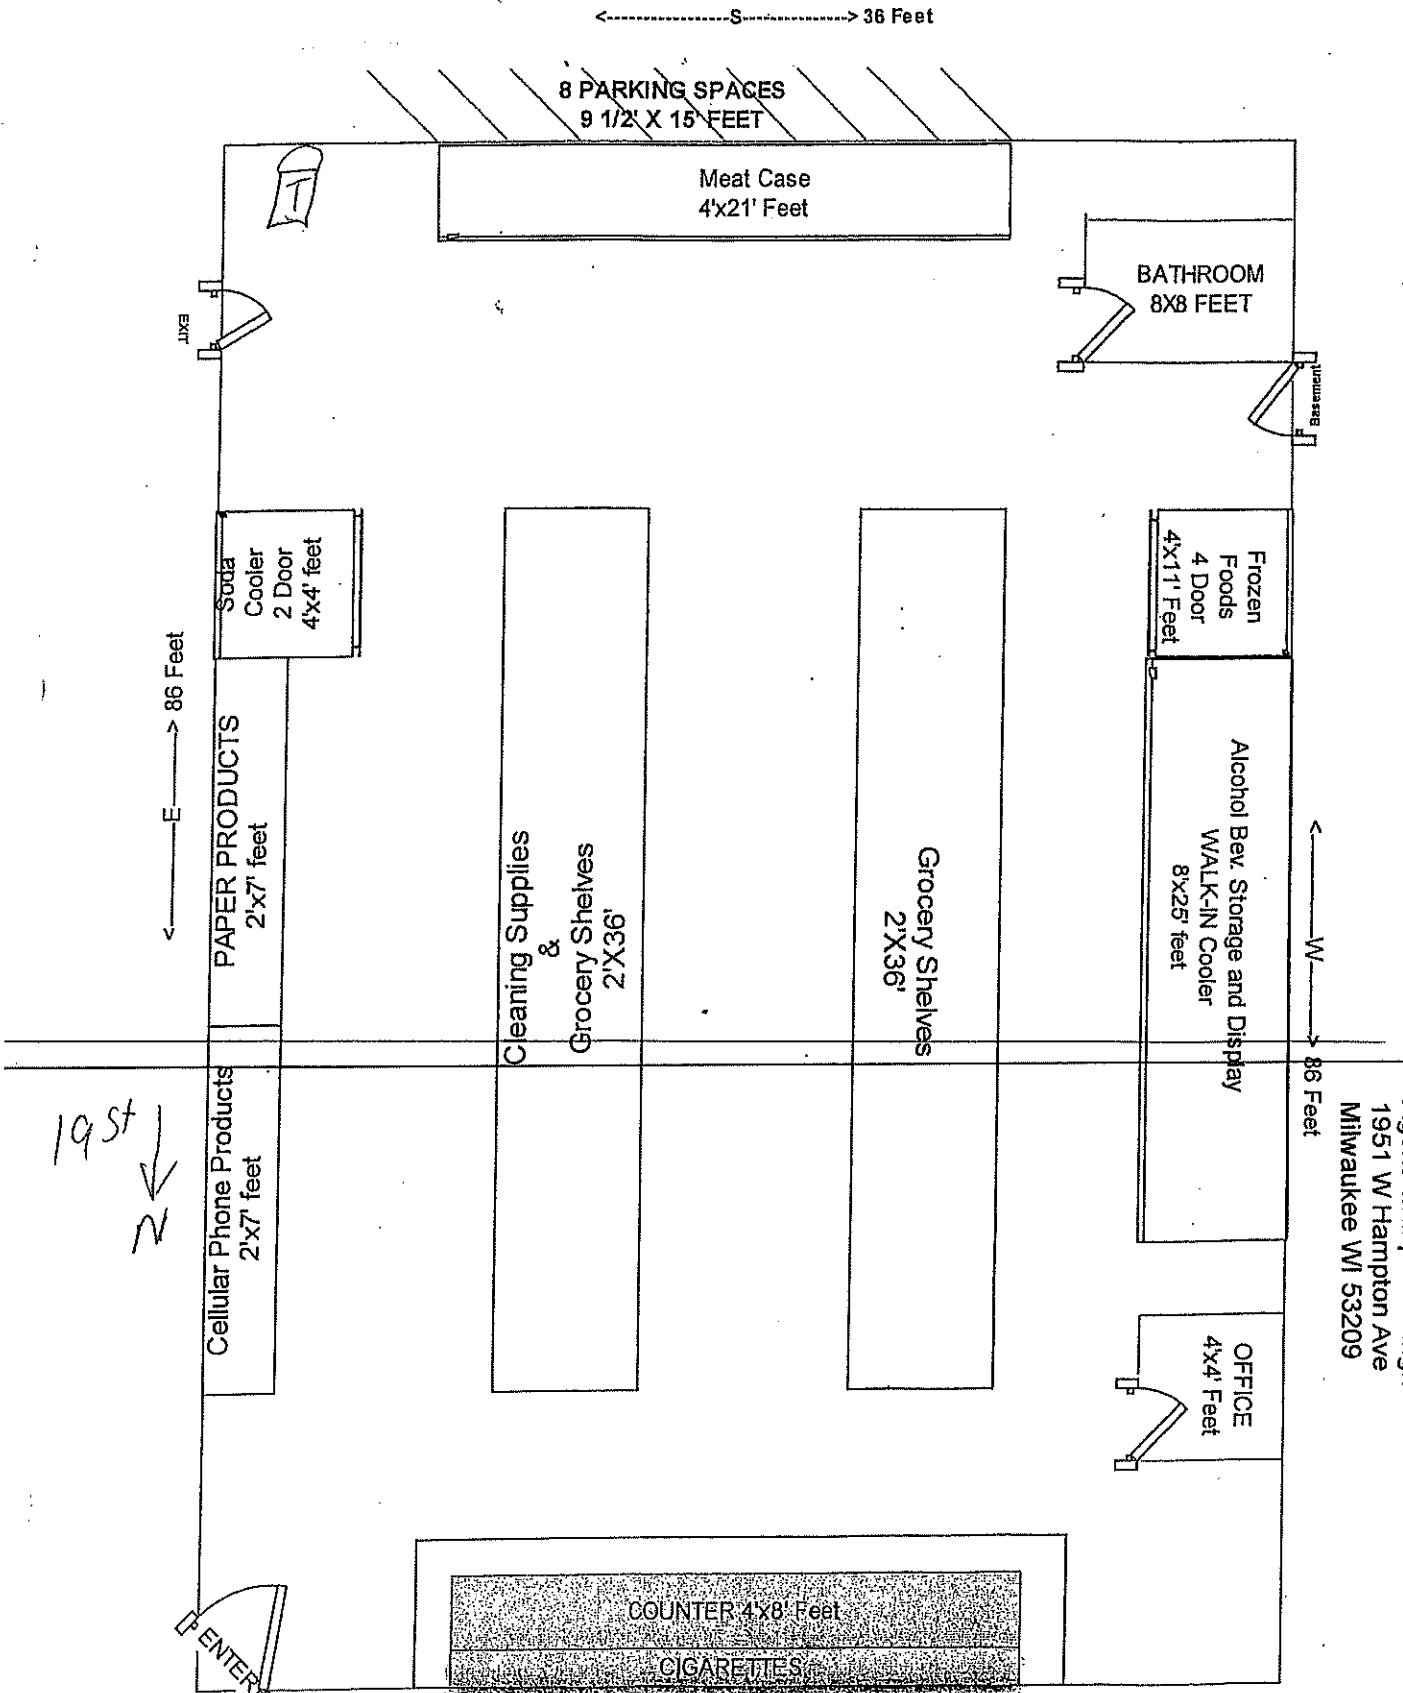 <-----------------S---------------> 36 Feet
8 PARKING SPACES
9 1/2' X 15' FEET
T
Meat Case
4'x21' Feet
BATHROOM
8X8 FEET
EXIT
Basement
Soda
Cooler
2 Door
4'x4' feet
Frozen
Foods
4 Door
4'x11' Feet
<-------E-------> 86 Feet
PAPER PRODUCTS
2'x7' feet
Cleaning Supplies
&
Grocery Shelves
2'X36'
Grocery Shelves
2'X36'
Alcohol Bev. Storage and Display
WALK-IN Cooler
8'x25' feet
<-------W-------> 86 Feet
1951 W Hampton Ave
Milwaukee WI 53209
19 St
N
Cellular Phone Products
2'x7' feet
OFFICE
4'x4' Feet
ENTER
COUNTER 4'x8' Feet
CIGARETTES